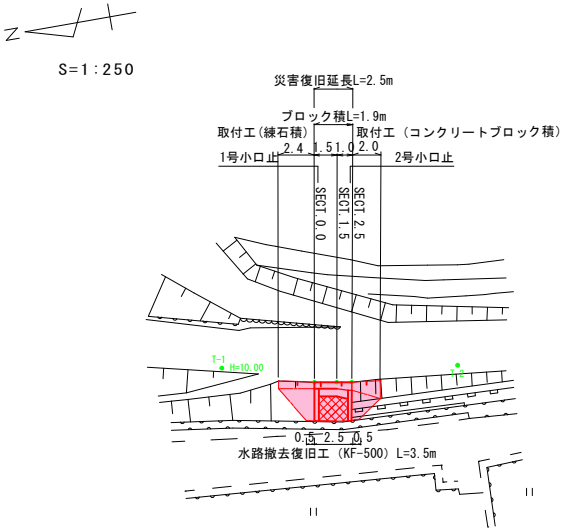 Z
S=1:250
災害復旧延長L=2.5m
ブロック積L=1.9m
取付工(練石積)
取付工(コンクリートブロック積)
2.4 1.5 1.0 2.0
1号小口止
2号小口止
SECT.0.0
SECT.1.5
SECT.2.5
T-1
H=10.00
T-2
0.5 2.5 0.5
水路撤去復旧工(KF-500) L=3.5m